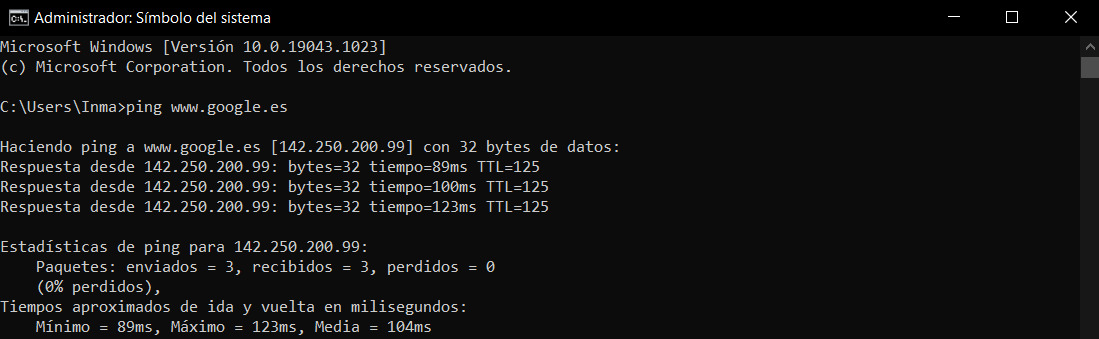 Administrador: Símbolo del sistema
Microsoft Windows [Versión 10.0.19043.1023]
(c) Microsoft Corporation. Todos los derechos reservados.
C:\Users\Inma>ping www.google.es
Haciendo ping a www.google.es [142.250.200.99] con 32 bytes de datos:
Respuesta desde 142.250.200.99: bytes=32 tiempo=89ms TTL=125
Respuesta desde 142.250.200.99: bytes=32 tiempo=100ms TTL=125
Respuesta desde 142.250.200.99: bytes=32 tiempo=123ms TTL=125
Estadísticas de ping para 142.250.200.99:
    Paquetes: enviados = 3, recibidos = 3, perdidos = 0
    (0% perdidos),
Tiempos aproximados de ida y vuelta en milisegundos:
    Mínimo = 89ms, Máximo = 123ms, Media = 104ms